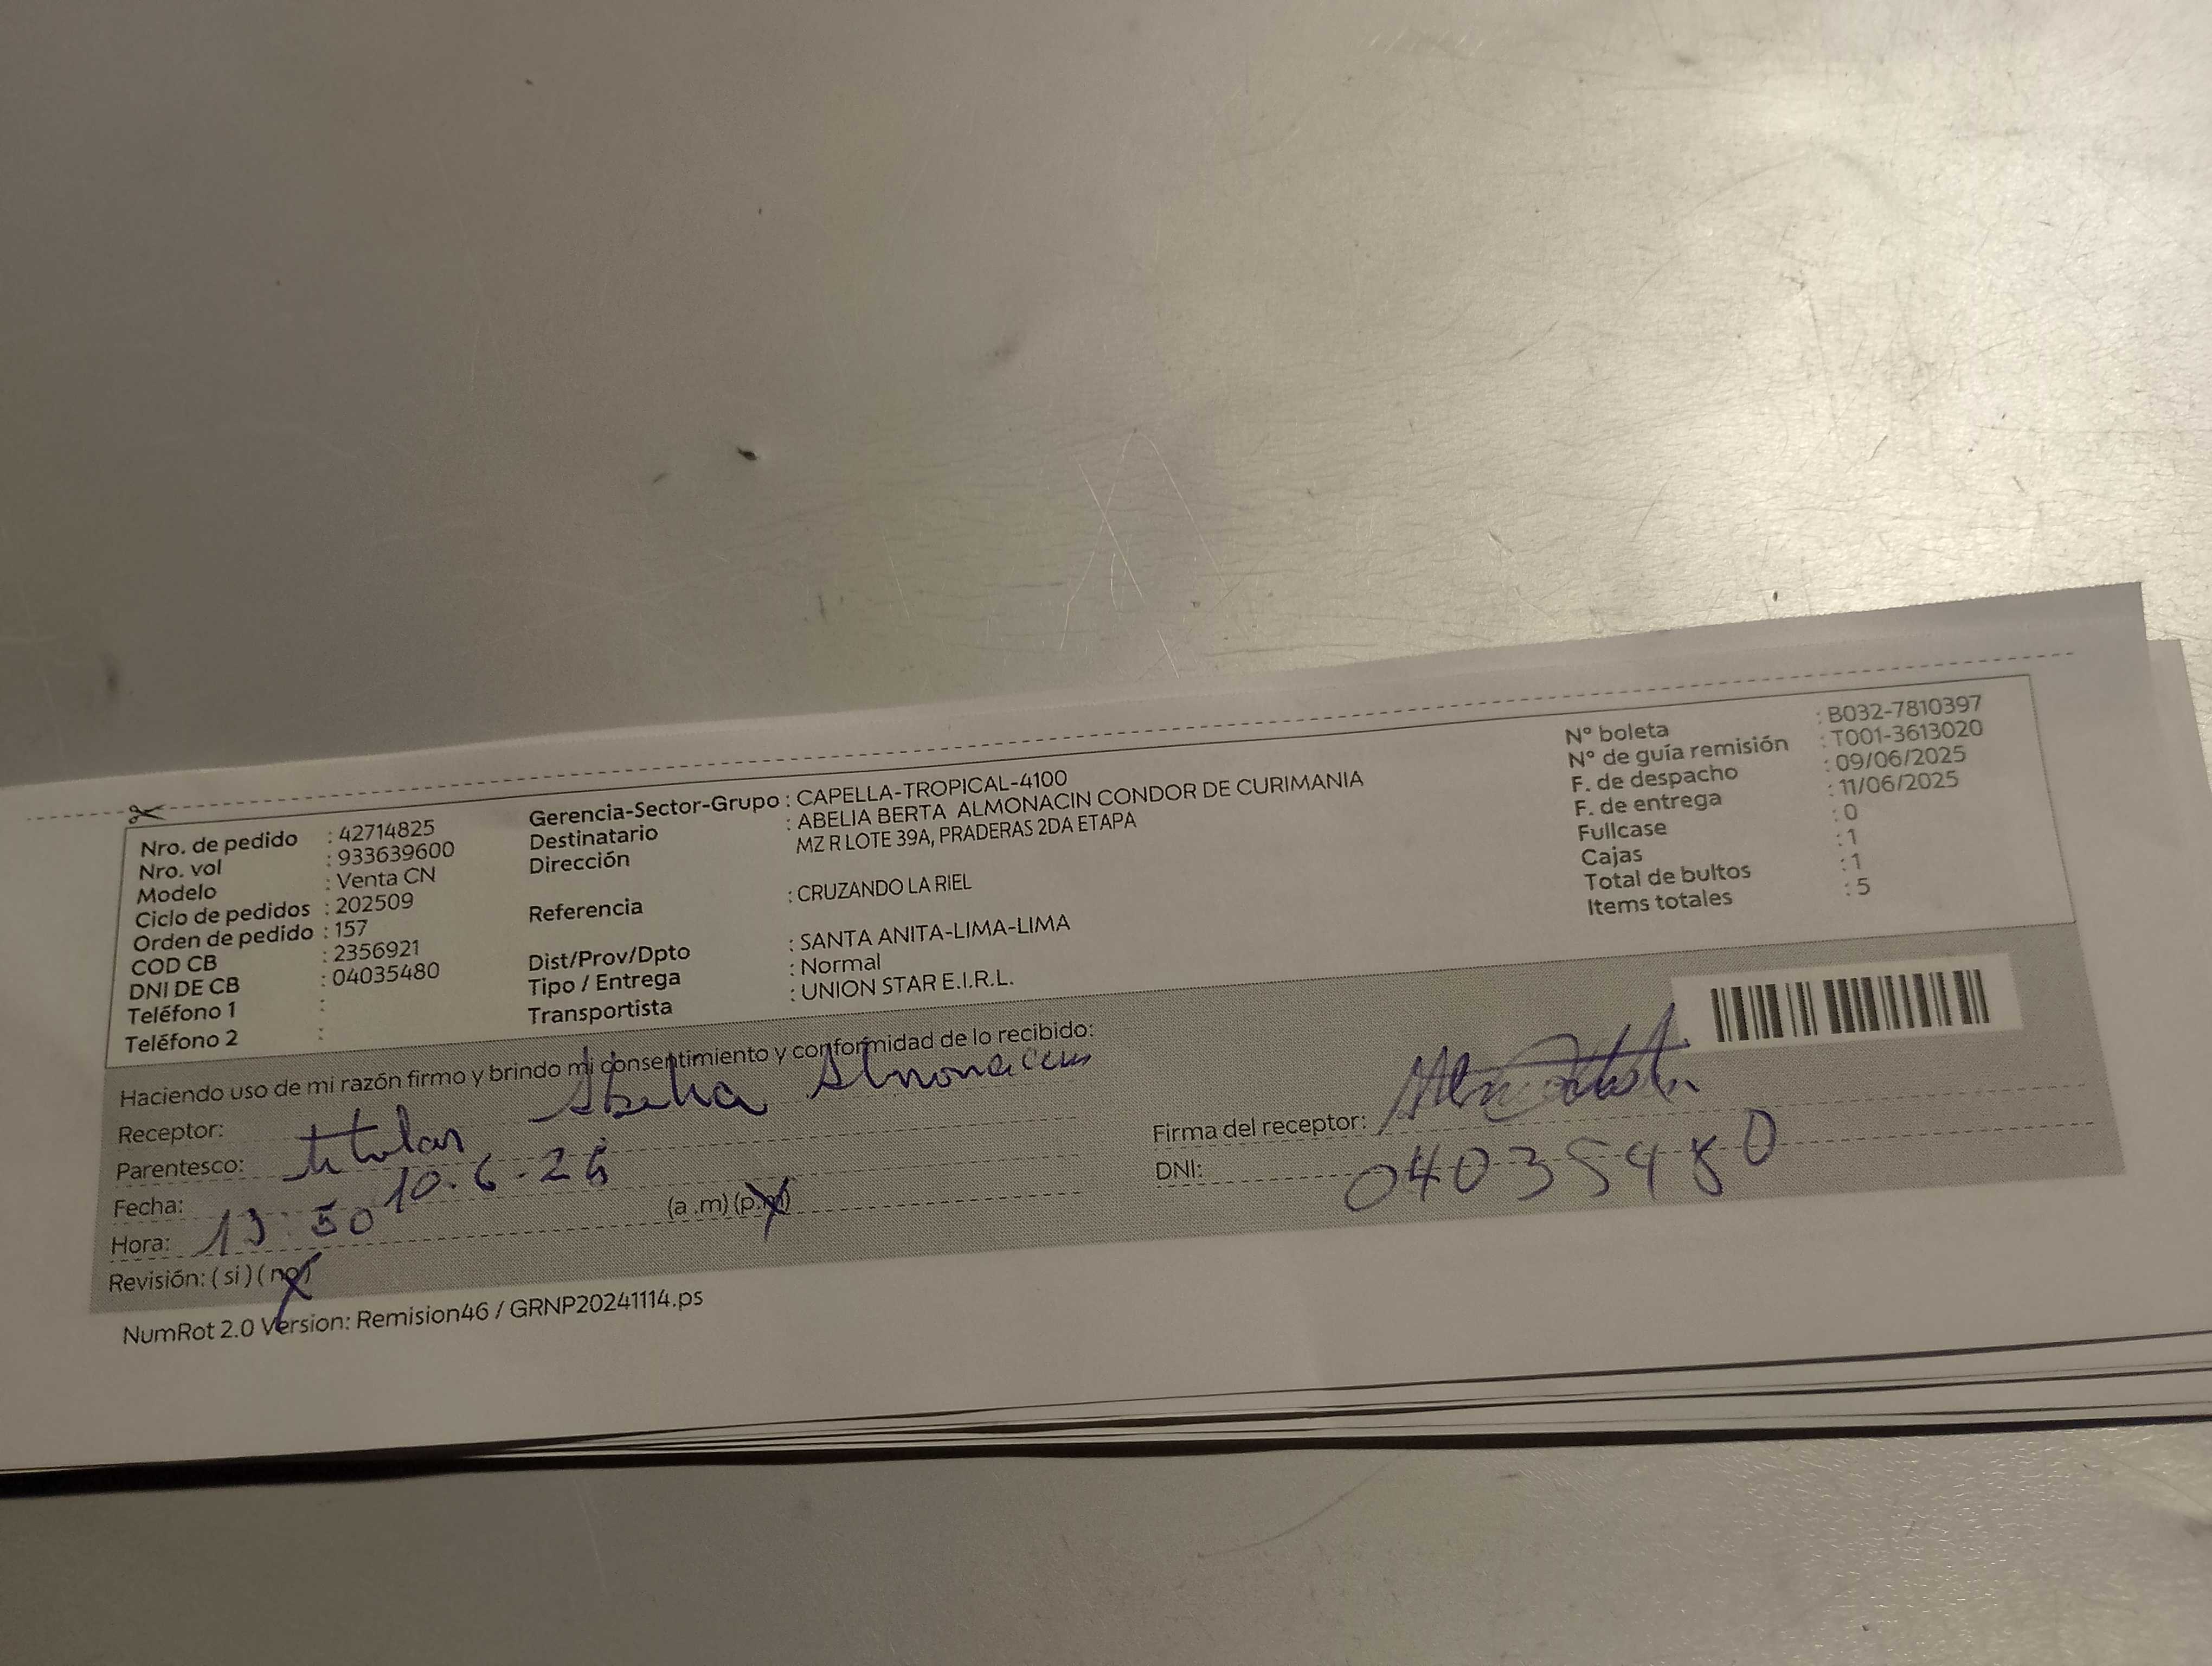 Nro. de pedido : 42714825
Nro. vol : 933639600
Modelo : Venta CN
Ciclo de pedidos : 202509
Orden de pedido : 157
COD CB : 2356921
DNI DE CB : 04035480
Teléfono 1 :
Teléfono 2 :
Gerencia-Sector-Grupo : CAPELLA-TROPICAL-4100
Destinatario : ABELIA BERTA ALMONACIN CONDOR DE CURIMANIA
Dirección MZ R LOTE 39A, PRADERAS 2DA ETAPA
Referencia : CRUZANDO LA RIEL
Dist/Prov/Dpto : SANTA ANITA-LIMA-LIMA
Tipo / Entrega : Normal
Transportista : UNION STAR E.I.R.L.
N° boleta : B032-7810397
N° de guía remisión : T001-3613020
F. de despacho : 09/06/2025
F. de entrega : 11/06/2025
Fullcase : 0
Cajas : 1
Total de bultos : 1
Items totales : 5
Haciendo uso de mi razón firmo y brindo mi consentimiento y conformidad de lo recibido:
Receptor: Abelia Almonacin
Parentesco: titular
Fecha: 10.6.25
Hora: 13:50 (a.m) (p.m)
Revisión: ( si ) ( no )
Firma del receptor:
DNI: 04035480
NumRot 2.0 Version: Remision46 / GRNP20241114.ps